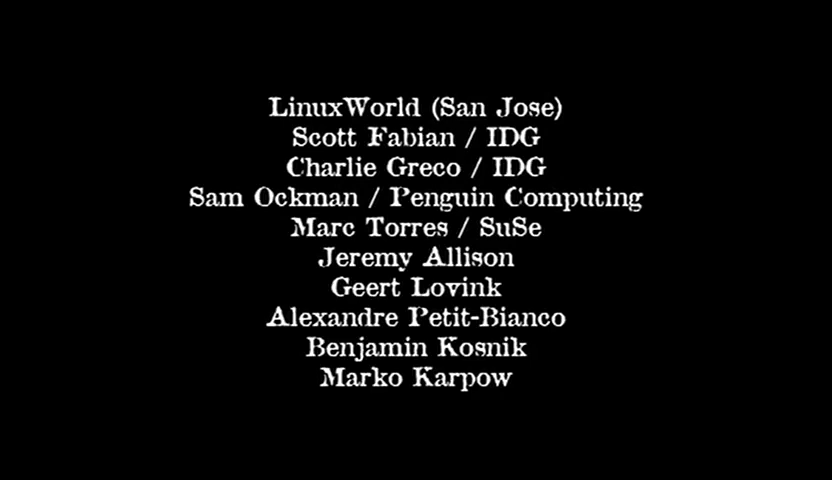 LinuxWorld (San Jose)
Scott Fabian / IDG
Charlie Greco / IDG
Sam Ockman / Penguin Computing
Marc Torres / SuSe
Jeremy Allison
Geert Lovink
Alexandre Petit-Bianco
Benjamin Kosnik
Marko Karpow